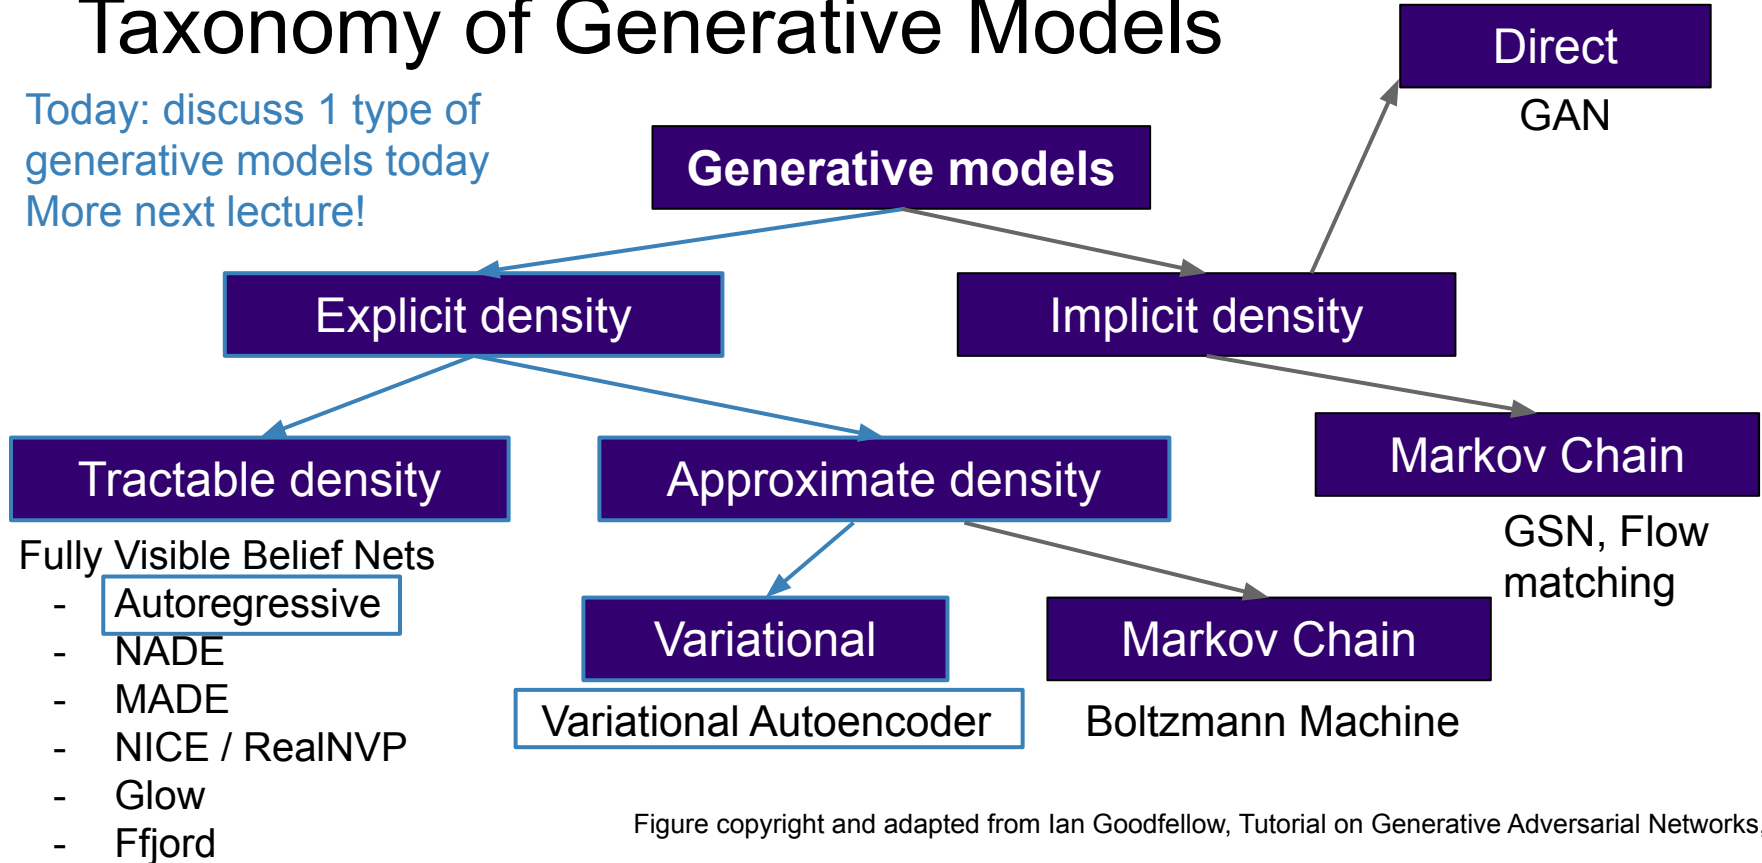 Taxonomy of Generative Models
Today: discuss 1 type of
generative models today
More next lecture!
Direct
GAN
Generative models
Explicit density
Implicit density
Tractable density
Approximate density
Markov Chain
GSN, Flow
matching
Fully Visible Belief Nets
- Autoregressive
- NADE
- MADE
- NICE / RealNVP
- Glow
- Ffjord
Variational
Markov Chain
Variational Autoencoder
Boltzmann Machine
Figure copyright and adapted from Ian Goodfellow, Tutorial on Generative Adversarial Networks,